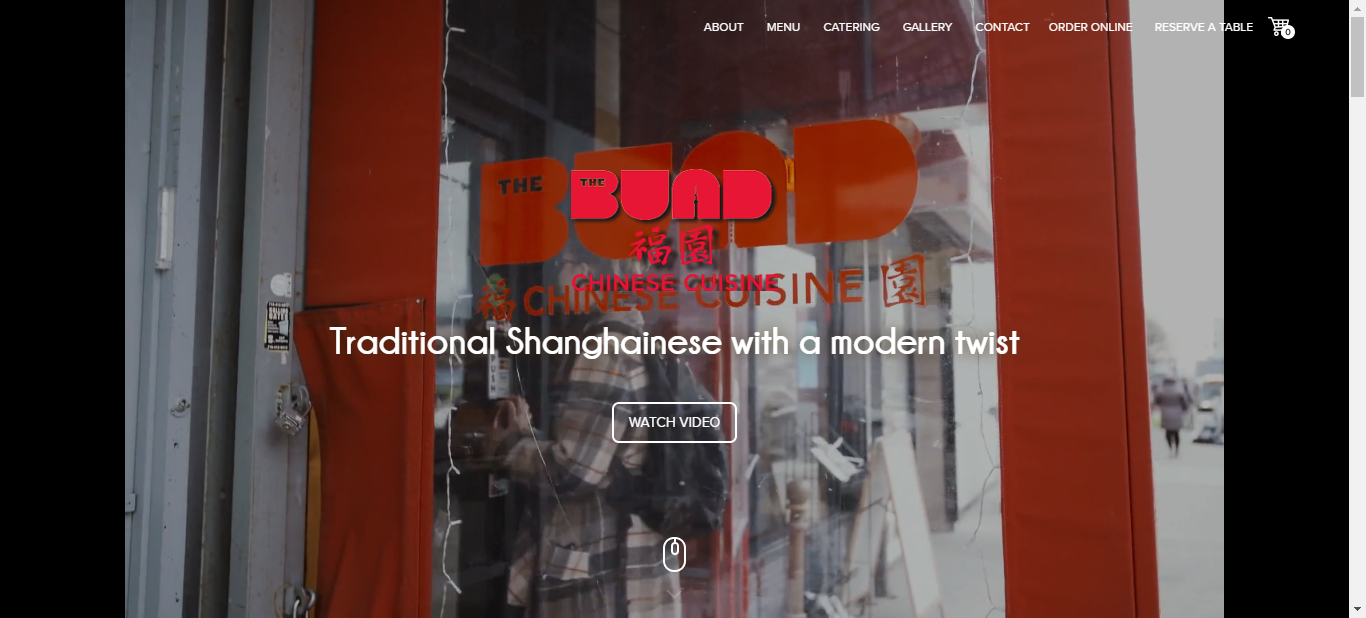 ABOUT MENU CATERING GALLERY CONTACT ORDER ONLINE RESERVE A TABLE 0
THE BUND
THE BUND
福園
CHINESE CUISINE
福 CHINESE CUISINE 園
Traditional Shanghainese with a modern twist
WATCH VIDEO